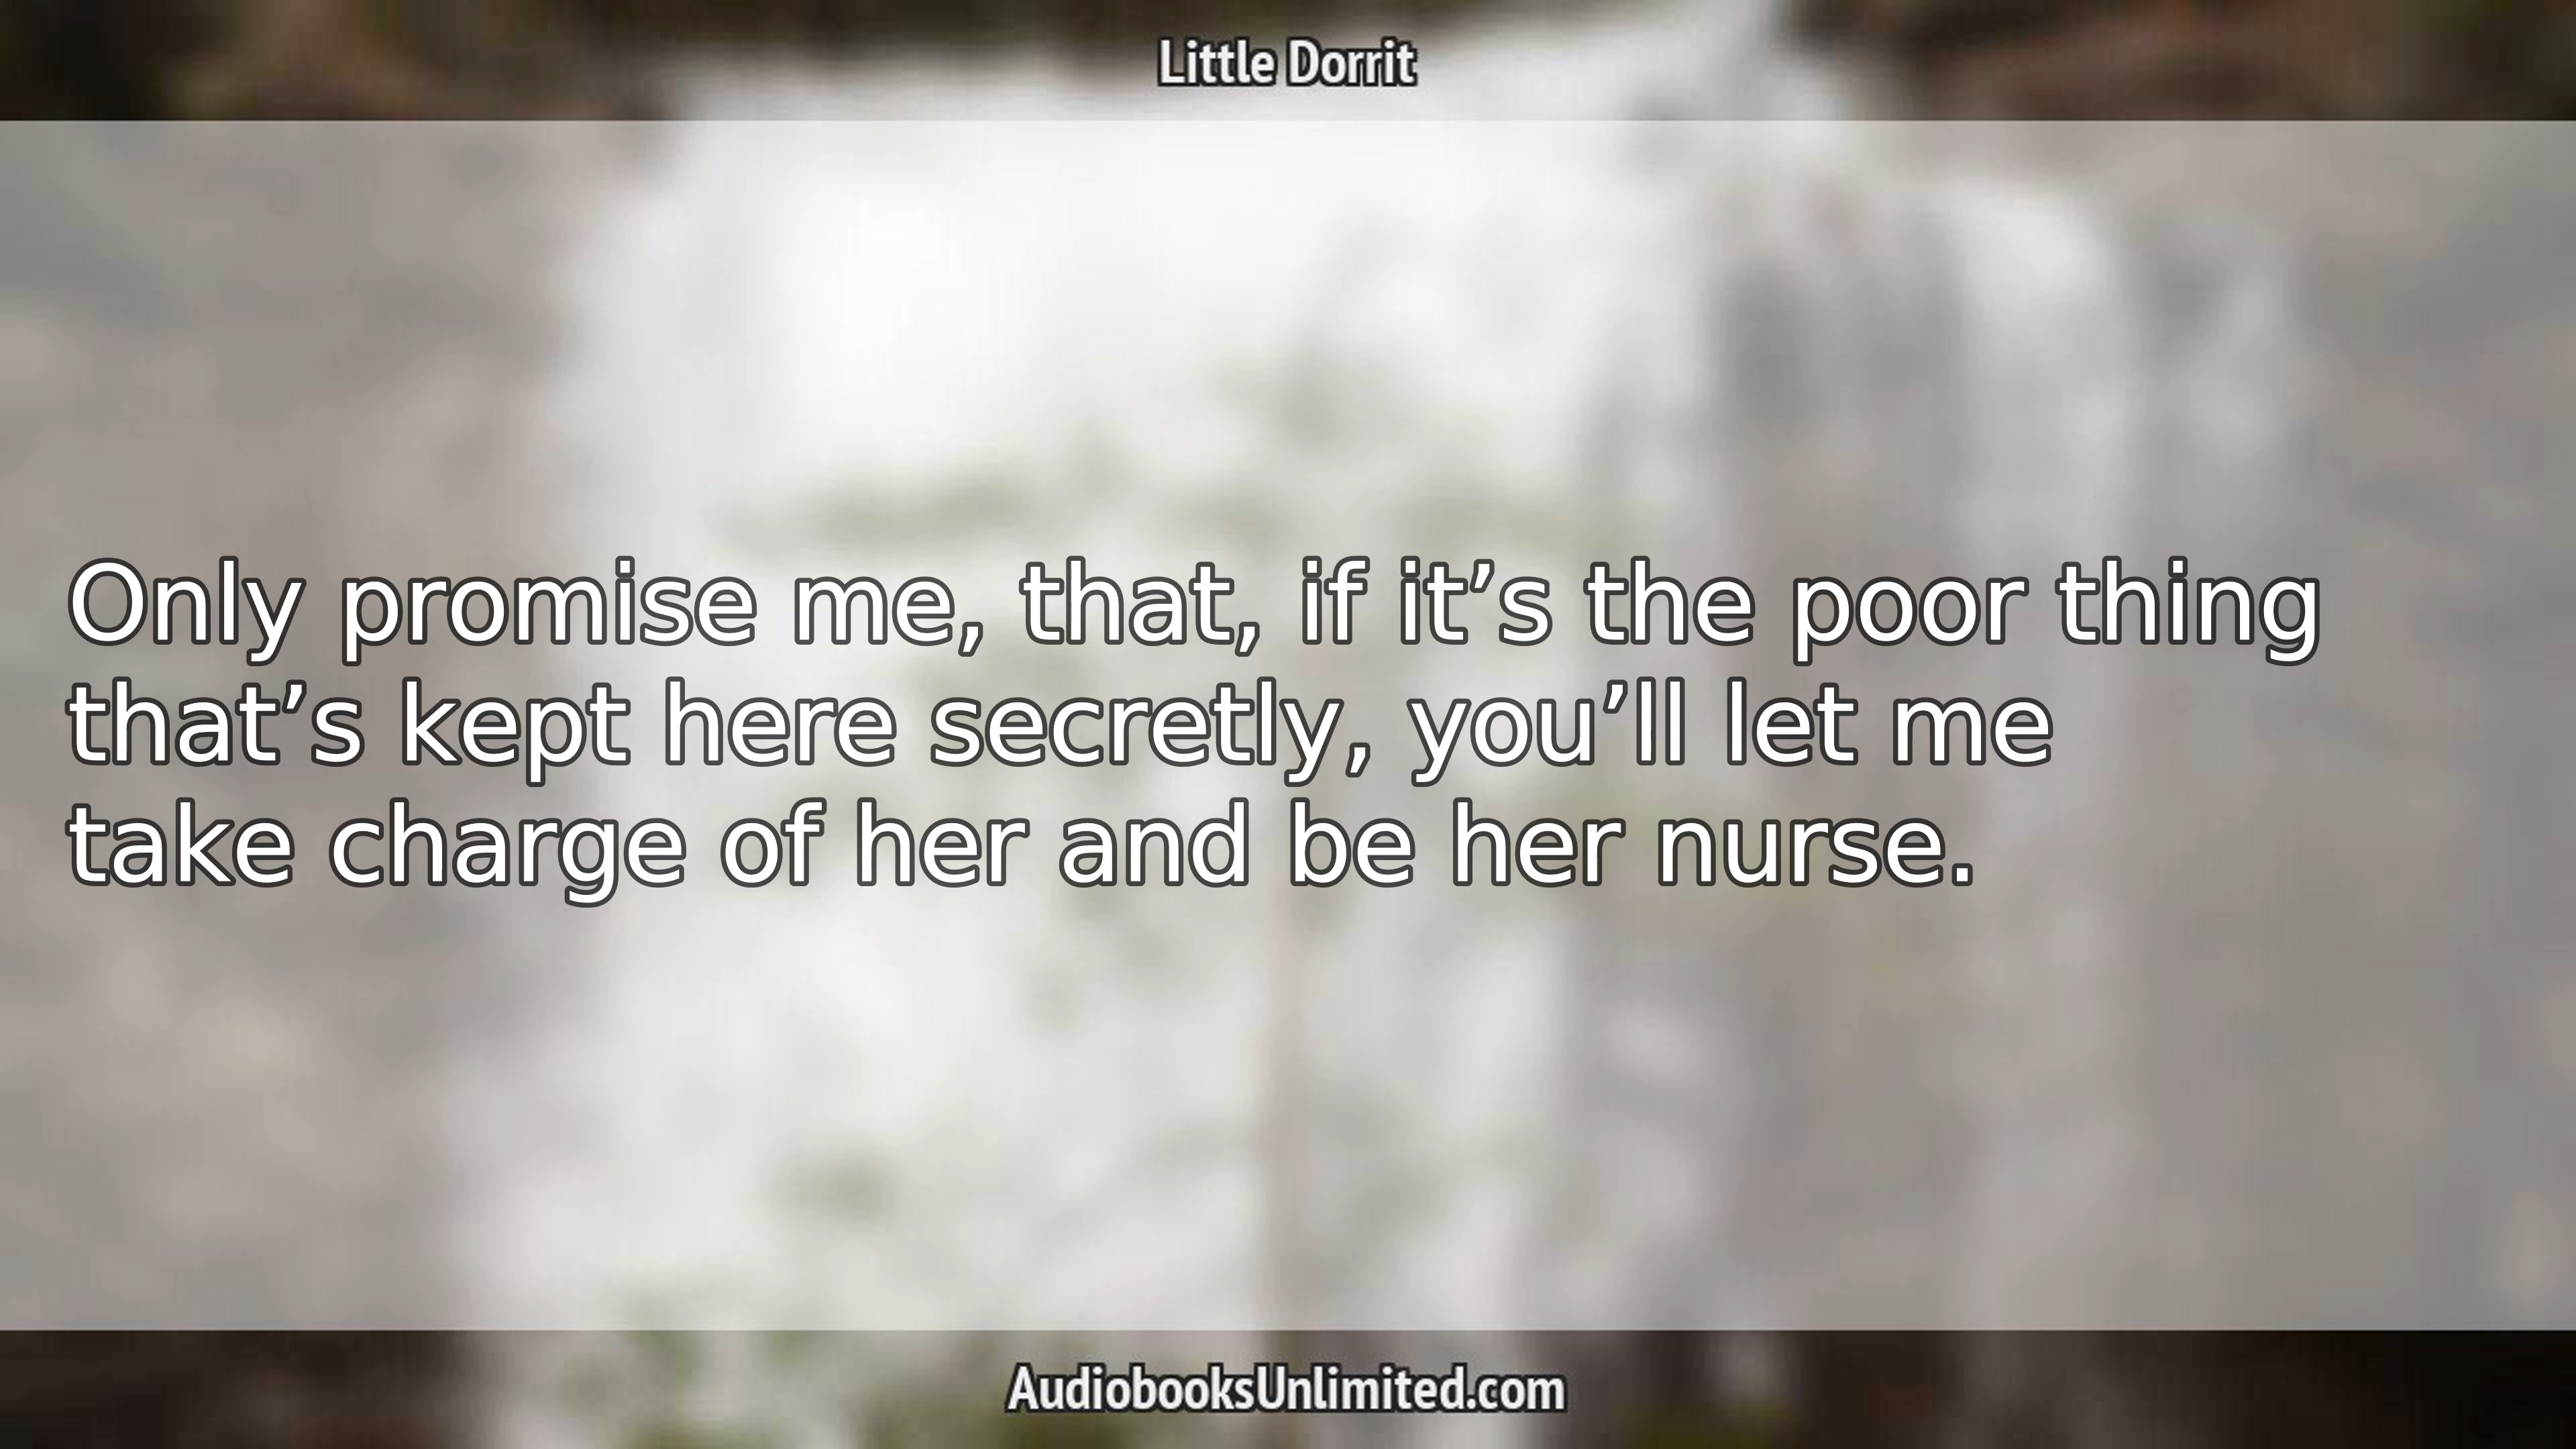 Little Dorrit
Only promise me, that, if it’s the poor thing
that’s kept here secretly, you’ll let me
take charge of her and be her nurse.
AudiobooksUnlimited.com